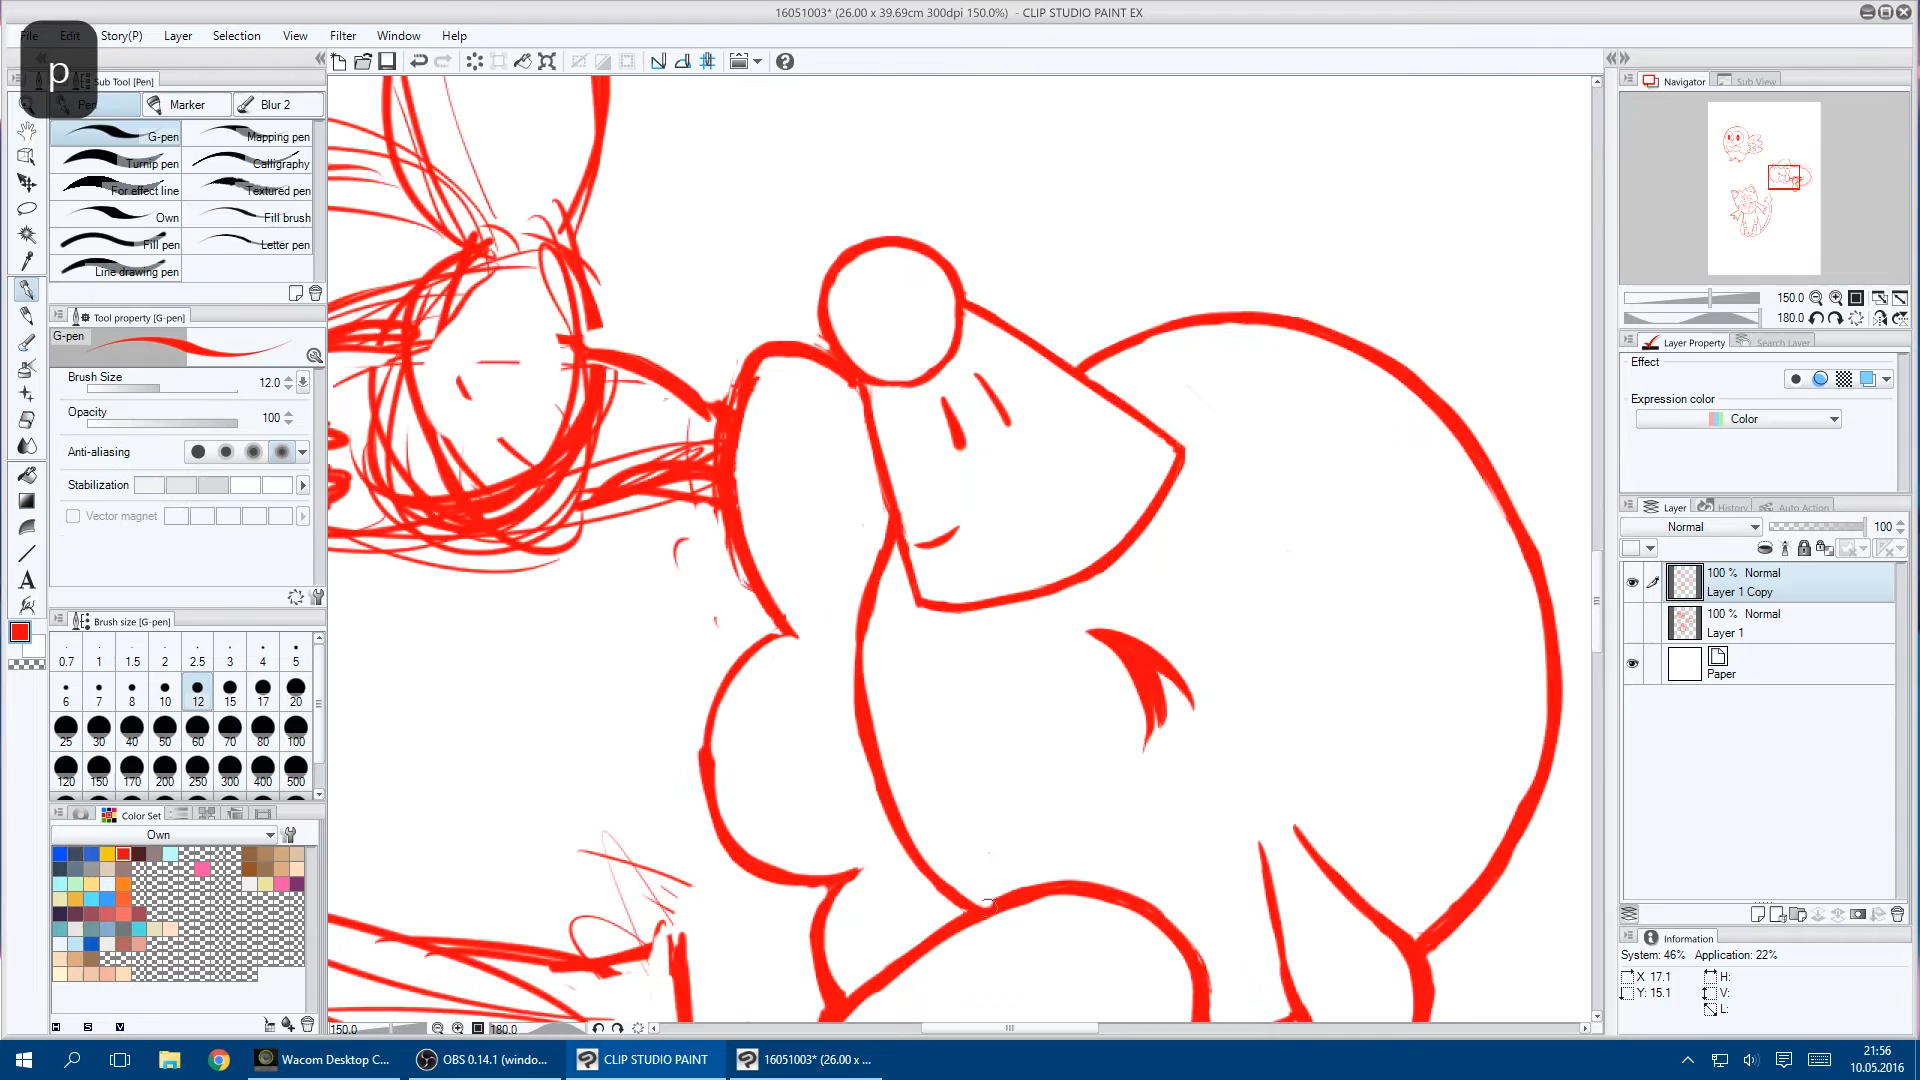 16051003* (26.00 x 39.69cm 300dpi 150.0%)  - CLIP STUDIO PAINT EX
File Edit Story(P) Layer Selection View Filter Window Help
p
Sub Tool [Pen]
Pen Marker Blur 2
G-pen Mapping pen
Turnip pen Calligraphy
For effect line Textured pen
Own Fill brush
Fill pen Letter pen
Line drawing pen
Tool property [G-pen]
G-pen
Brush Size 12.0
Opacity 100
Anti-aliasing
Stabilization
Vector magnet
Brush size [G-pen]
0.7 1 1.5 2 2.5 3 4 5
6 7 8 10 12 15 17 20
25 30 40 50 60 70 80 100
120 150 170 200 250 300 400 500
Color Set
Own
H S V
150.0 180.0
Navigator Sub View
150.0
180.0
Layer Property Search Layer
Effect
Expression color
Color
Layer History Auto Action
Normal 100
100 % Normal
Layer 1 Copy
100 % Normal
Layer 1
Paper
Information
System: 46% Application: 22%
X 17.1 H:
Y: 15.1 V:
L:
Wacom Desktop C...
OBS 0.14.1 (windo...
CLIP STUDIO PAINT
16051003* (26.00 x ...
21:56
10.05.2016